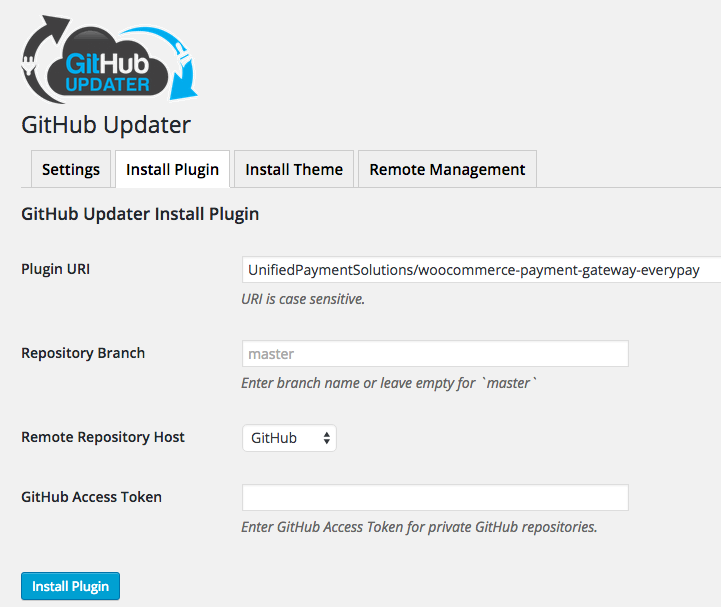 GitHub
UPDATER
GitHub Updater
Settings Install Plugin Install Theme Remote Management
GitHub Updater Install Plugin
Plugin URI UnifiedPaymentSolutions/woocommerce-payment-gateway-everypay
URI is case sensitive.
Repository Branch master
Enter branch name or leave empty for `master`
Remote Repository Host GitHub
GitHub Access Token
Enter GitHub Access Token for private GitHub repositories.
Install Plugin